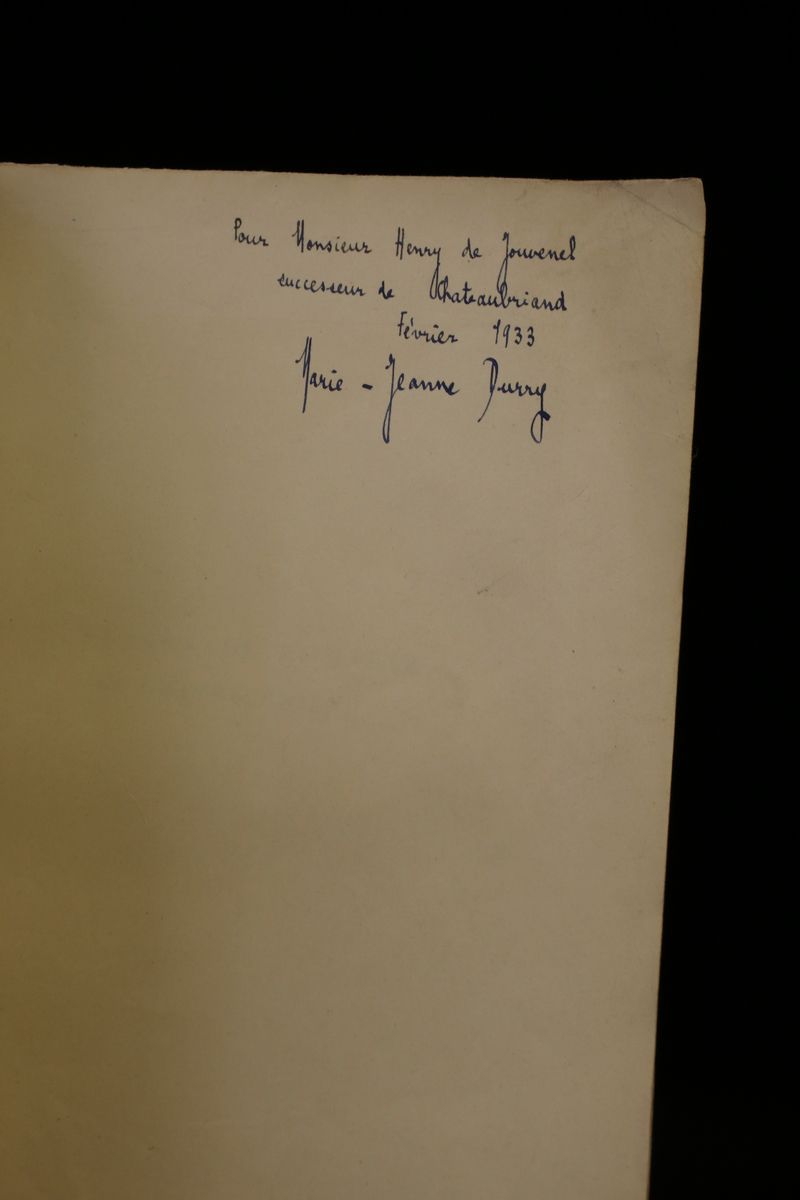 Pour Monsieur Henry de Jouvenel
successeur de Chateaubriand
Février 1933
Marie-Jeanne Durry